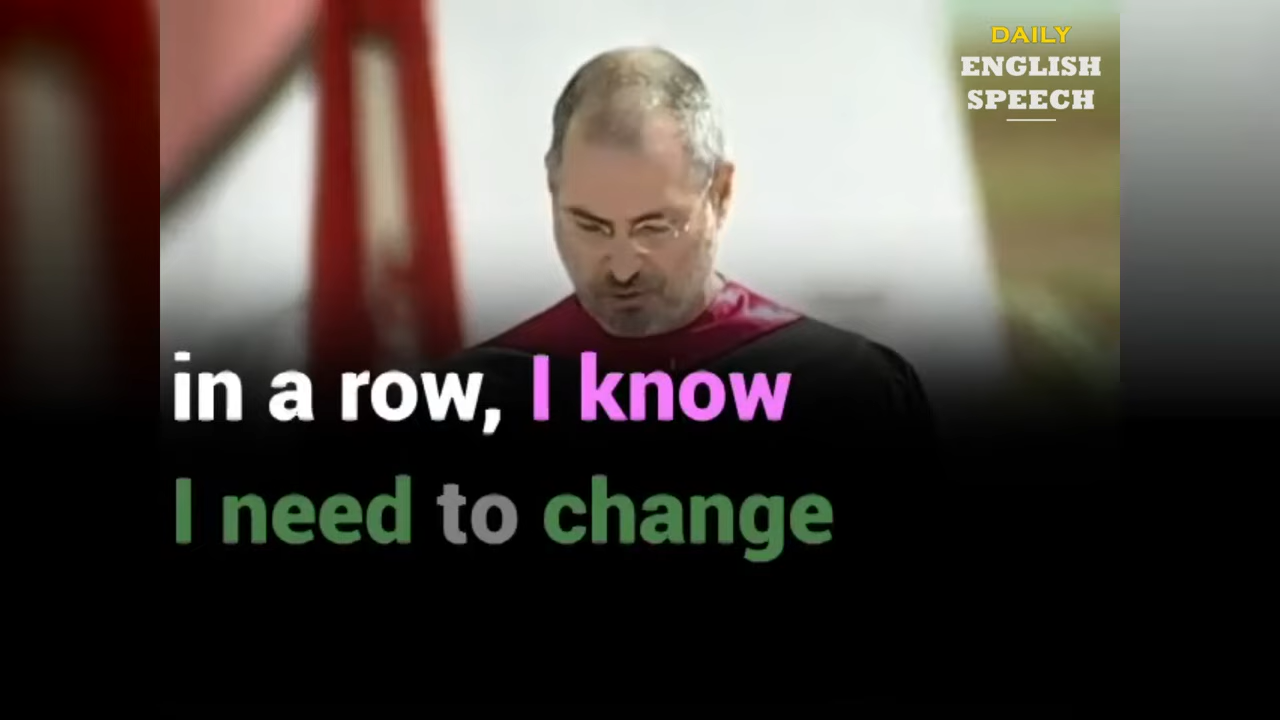 DAILY
ENGLISH
SPEECH
in a row, I know
I need to change